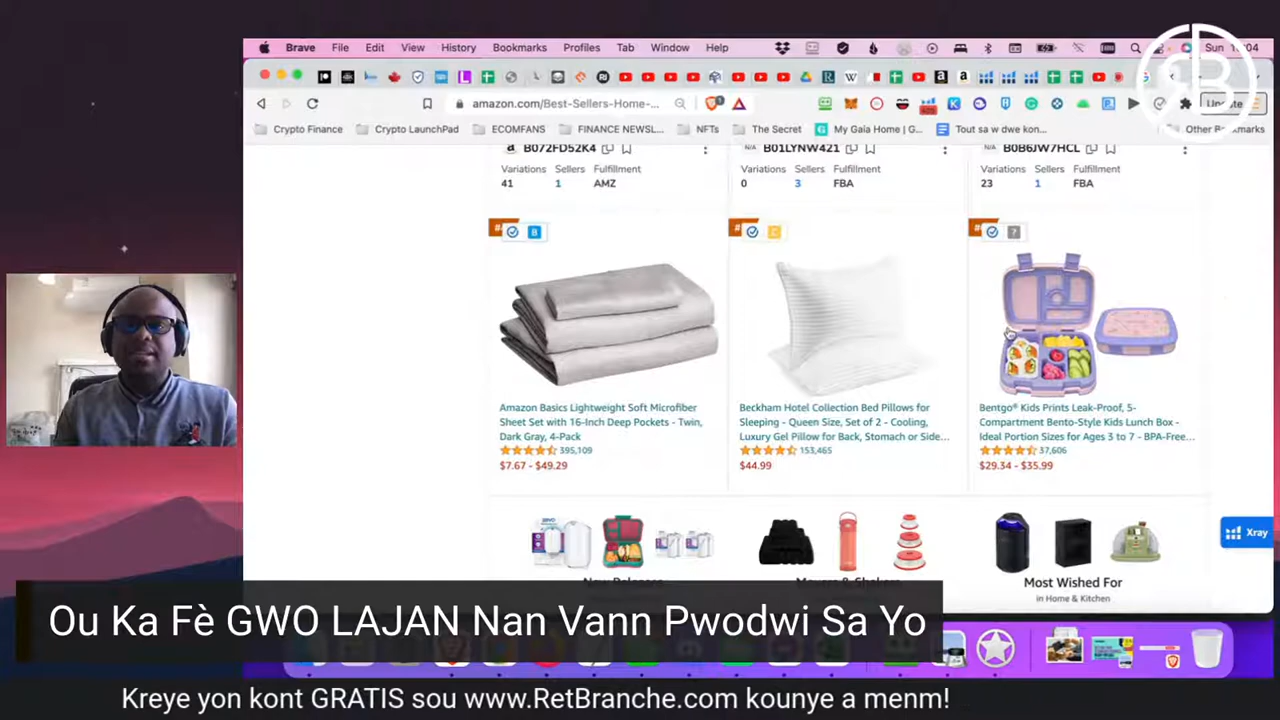 Brave File Edit View History Bookmarks Profiles Tab Window Help Sun
amazon.com/Best-Sellers-Home-...
Crypto Finance Crypto LaunchPad ECOMFANS FINANCE NEWSL... NFTs The Secret My Gaia Home | G... Tout sa w dwe kon... Other Bookmarks
B072FD52K4 N/A B01LYNW421 N/A B0B6JW7HCL
Variations Sellers Fulfillment Variations Sellers Fulfillment Variations Sellers Fulfillment
41 1 AMZ 0 3 FBA 23 1 FBA
Amazon Basics Lightweight Soft Microfiber
Sheet Set with 16-Inch Deep Pockets - Twin,
Dark Gray, 4-Pack
395,109
$7.67 - $49.29
Beckham Hotel Collection Bed Pillows for
Sleeping - Queen Size, Set of 2 - Cooling,
Luxury Gel Pillow for Back, Stomach or Side...
153,465
$44.99
Bentgo® Kids Prints Leak-Proof, 5-
Compartment Bento-Style Kids Lunch Box -
Ideal Portion Sizes for Ages 3 to 7 - BPA-Free...
37,606
$29.34 - $35.99
Xray
Most Wished For
in Home & Kitchen
Ou Ka Fè GWO LAJAN Nan Vann Pwodwi Sa Yo
Kreye yon kont GRATIS sou www.RetBranche.com kounye a menm!